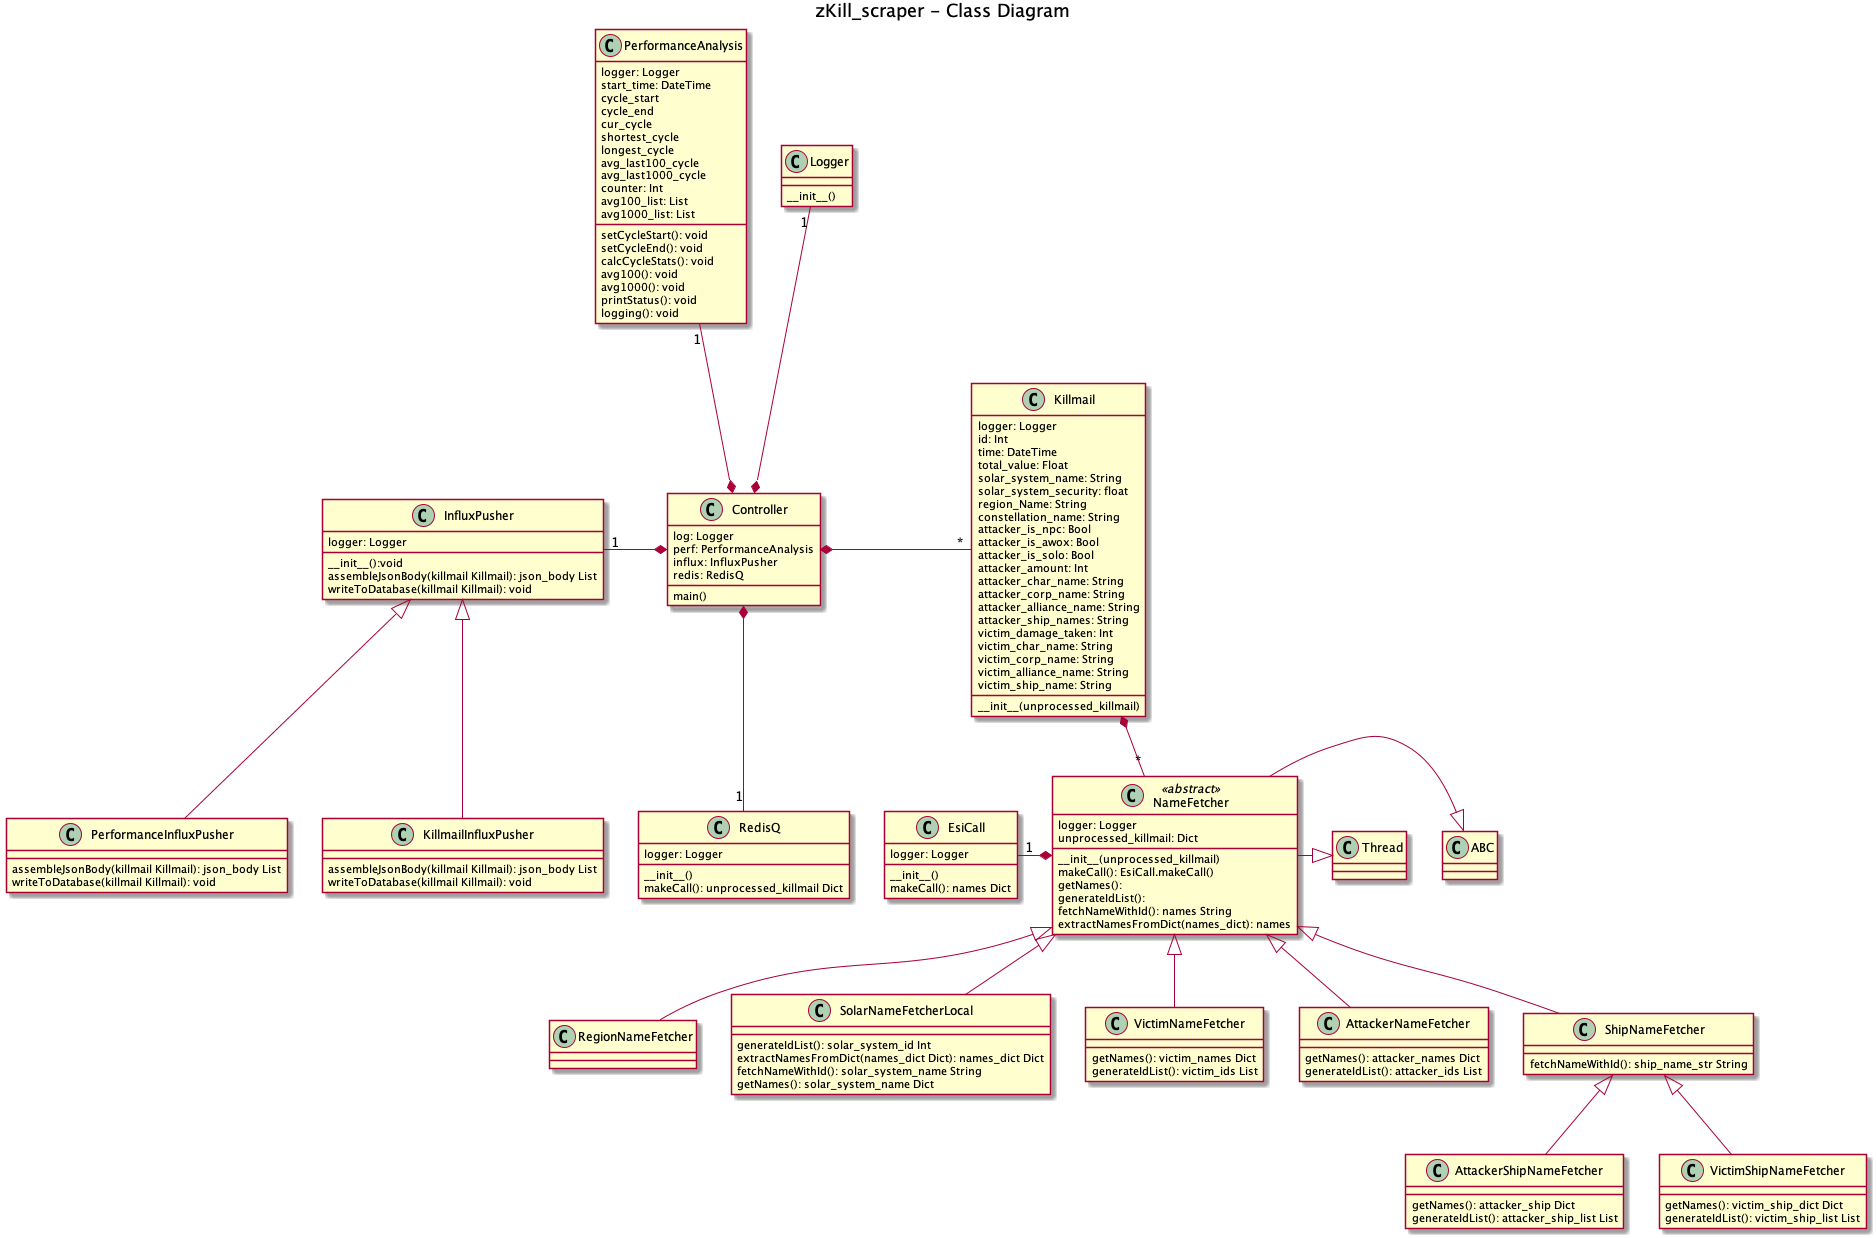 zKill_scraper - Class Diagram
C PerformanceAnalysis
logger: Logger
start_time: DateTime
cycle_start
cycle_end
cur_cycle
shortest_cycle
longest_cycle
avg_last100_cycle
avg_last1000_cycle
counter: Int
avg100_list: List
avg1000_list: List
setCycleStart(): void
setCycleEnd(): void
calcCycleStats(): void
avg100(): void
avg1000(): void
printStatus(): void
logging(): void
1
C Logger
__init__()
1
C Killmail
logger: Logger
id: Int
time: DateTime
total_value: Float
solar_system_name: String
solar_system_security: float
region_Name: String
constellation_name: String
attacker_is_npc: Bool
attacker_is_awox: Bool
attacker_is_solo: Bool
attacker_amount: Int
attacker_char_name: String
attacker_corp_name: String
attacker_alliance_name: String
attacker_ship_names: String
victim_damage_taken: Int
victim_char_name: String
victim_corp_name: String
victim_alliance_name: String
victim_ship_name: String
__init__(unprocessed_killmail)
*
C InfluxPusher
logger: Logger
__init__():void
assembleJsonBody(killmail Killmail): json_body List
writeToDatabase(killmail Killmail): void
1
C Controller
log: Logger
perf: PerformanceAnalysis
influx: InfluxPusher
redis: RedisQ
main()
*
1
C PerformanceInfluxPusher
assembleJsonBody(killmail Killmail): json_body List
writeToDatabase(killmail Killmail): void
C KillmailInfluxPusher
assembleJsonBody(killmail Killmail): json_body List
writeToDatabase(killmail Killmail): void
C RedisQ
logger: Logger
__init__()
makeCall(): unprocessed_killmail Dict
C EsiCall
logger: Logger
__init__()
makeCall(): names Dict
1
C «abstract»
NameFetcher
logger: Logger
unprocessed_killmail: Dict
__init__(unprocessed_killmail)
makeCall(): EsiCall.makeCall()
getNames():
generateIdList():
fetchNameWithId(): names String
extractNamesFromDict(names_dict): names
C Thread
C ABC
C RegionNameFetcher
C SolarNameFetcherLocal
generateIdList(): solar_system_id Int
extractNamesFromDict(names_dict Dict): names_dict Dict
fetchNameWithId(): solar_system_name String
getNames(): solar_system_name Dict
C VictimNameFetcher
getNames(): victim_names Dict
generateIdList(): victim_ids List
C AttackerNameFetcher
getNames(): attacker_names Dict
generateIdList(): attacker_ids List
C ShipNameFetcher
fetchNameWithId(): ship_name_str String
C AttackerShipNameFetcher
getNames(): attacker_ship Dict
generateIdList(): attacker_ship_list List
C VictimShipNameFetcher
getNames(): victim_ship_dict Dict
generateIdList(): victim_ship_list List